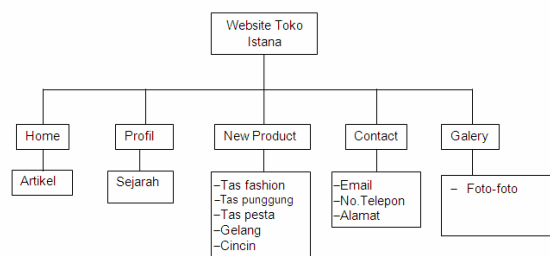 Website Toko
Istana
Home
Profil
New Product
Contact
Galery
Artikel
Sejarah
–Tas fashion
–Tas punggung
–Tas pesta
–Gelang
–Cincin
–Email
–No.Telepon
–Alamat
– Foto-foto